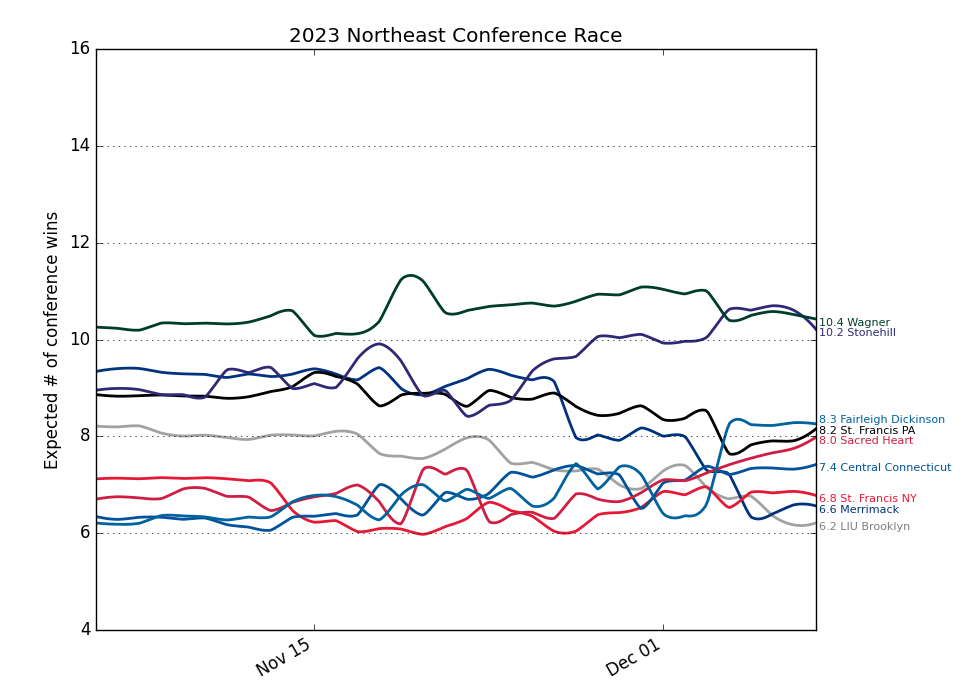 2023 Northeast Conference Race
16
14
12
10
8
6
4
Expected # of conference wins
Nov 15
Dec 01
10.4 Wagner
10.2 Stonehill
8.3 Fairleigh Dickinson
8.2 St. Francis PA
8.0 Sacred Heart
7.4 Central Connecticut
6.8 St. Francis NY
6.6 Merrimack
6.2 LIU Brooklyn